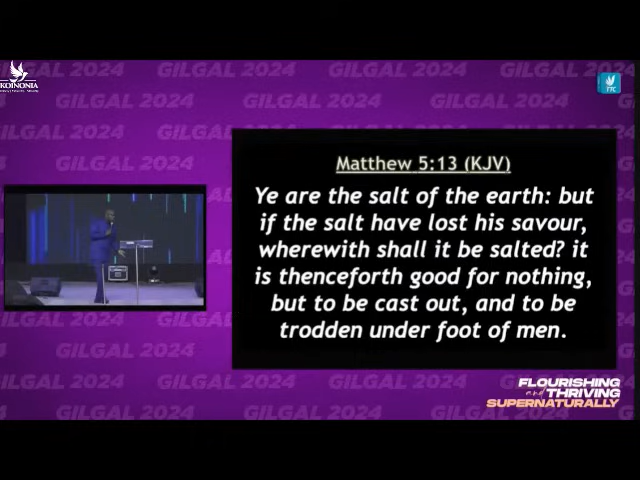 KOINONIA
GILGAL 2024
TTC
Matthew 5:13 (KJV)
Ye are the salt of the earth: but
if the salt have lost his savour,
wherewith shall it be salted? it
is thenceforth good for nothing,
but to be cast out, and to be
trodden under foot of men.
FLOURISHING
and THRIVING
SUPERNATURALLY